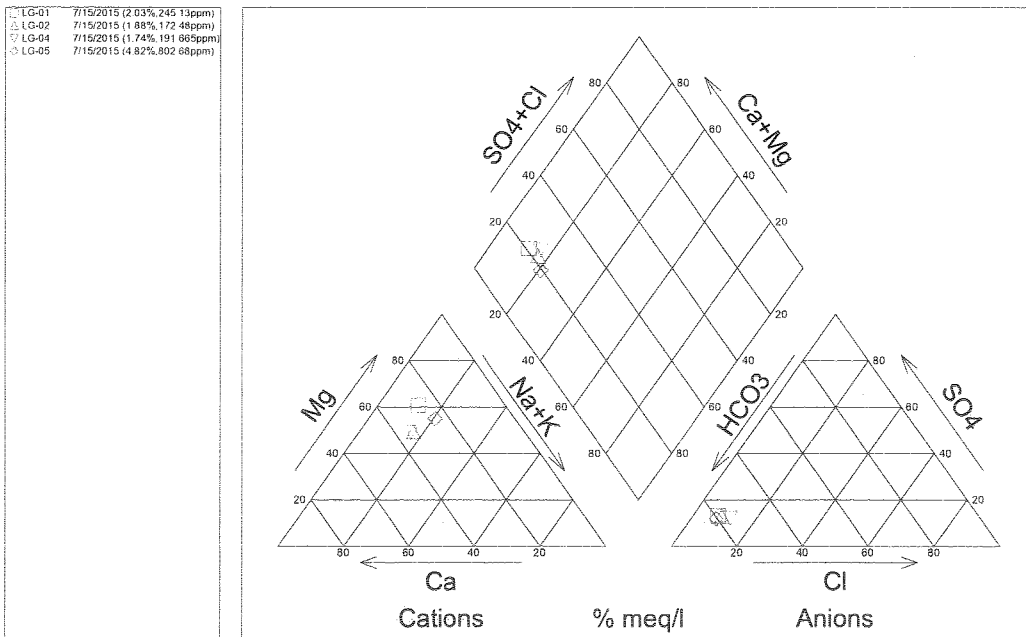 LG-01 7/15/2015 (2.03%,245 13ppm)
LG-02 7/15/2015 (1.88%,172 48ppm)
LG-04 7/15/2015 (1.74%,191 665ppm)
LG-05 7/15/2015 (4.82%,802 68ppm)
SO4+Cl
Ca+Mg
80 80
60 60
40 40
20 20
20 20
40 40
60 60
80 80
Mg
Na+K
HCO3
SO4
80 80
60 60
40 40
20 20
80 60 40 20
20 40 60 80
Ca
Cl
Cations % meq/l Anions